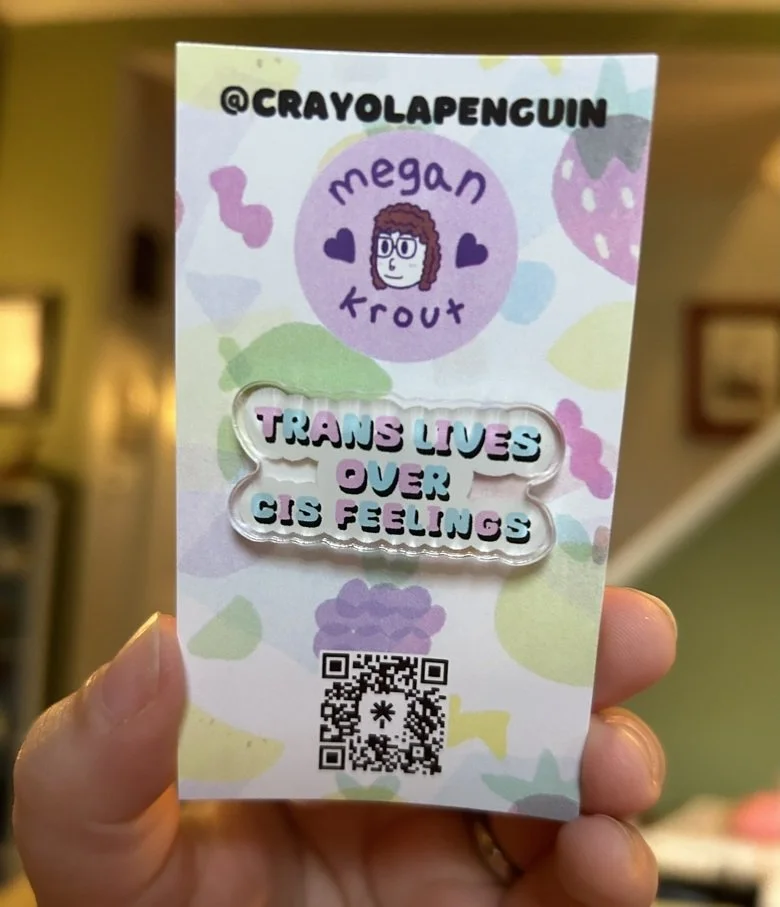 @CRAYOLAPENGUIN
megan
krout
TRANS LIVES
OVER
CIS FEELINGS